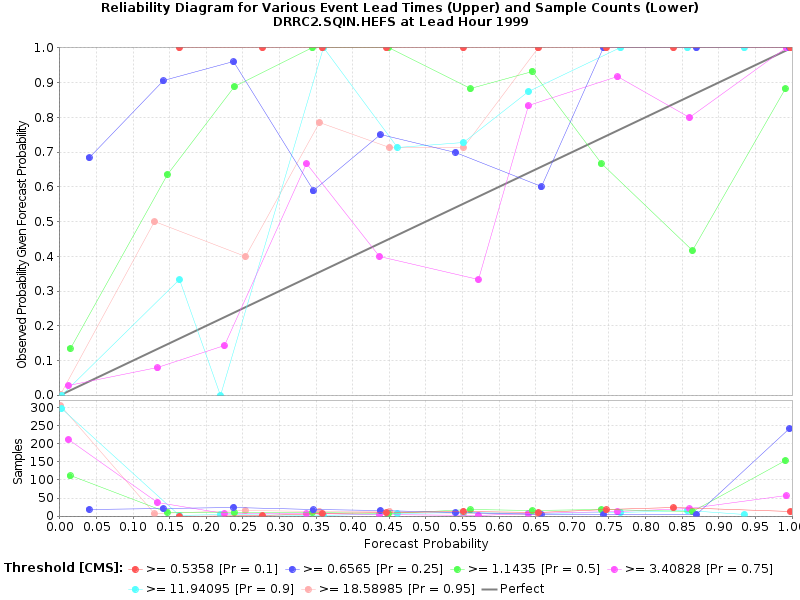 Reliability Diagram for Various Event Lead Times (Upper) and Sample Counts (Lower)
DRRC2.SQIN.HEFS at Lead Hour 1999
Observed Probability Given Forecast Probability
1.0
0.9
0.8
0.7
0.6
0.5
0.4
0.3
0.2
0.1
0.0
Samples
300
250
200
150
100
50
0
0.00 0.05 0.10 0.15 0.20 0.25 0.30 0.35 0.40 0.45 0.50 0.55 0.60 0.65 0.70 0.75 0.80 0.85 0.90 0.95 1.0
Forecast Probability
Threshold [CMS]: >= 0.5358 [Pr = 0.1] >= 0.6565 [Pr = 0.25] >= 1.1435 [Pr = 0.5] >= 3.40828 [Pr = 0.75]
>= 11.94095 [Pr = 0.9] >= 18.58985 [Pr = 0.95] Perfect